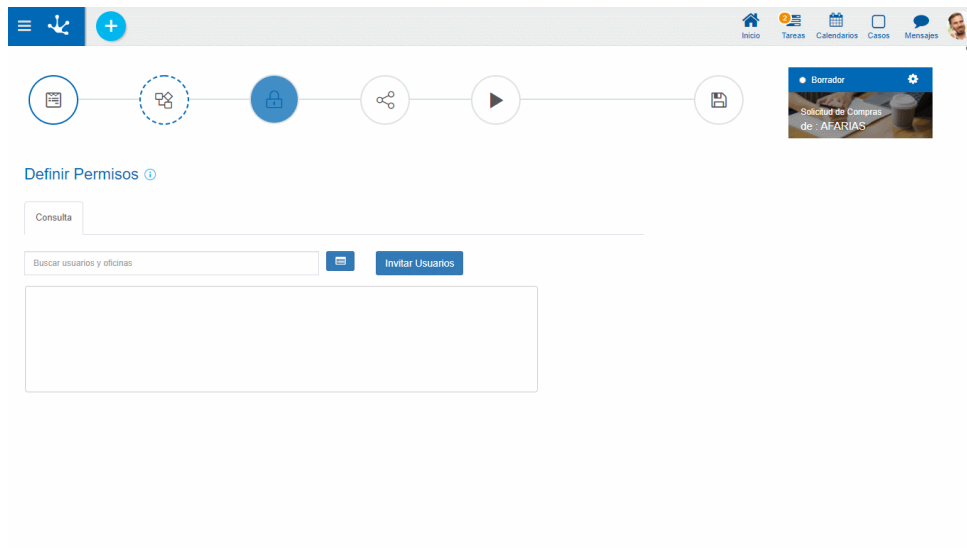 2
Inicio
Tareas
Calendarios
Casos
Mensajes
Borrador
Solicitud de Compras
de : AFARIAS
Definir Permisos
Consulta
Buscar usuarios y oficinas
Invitar Usuarios